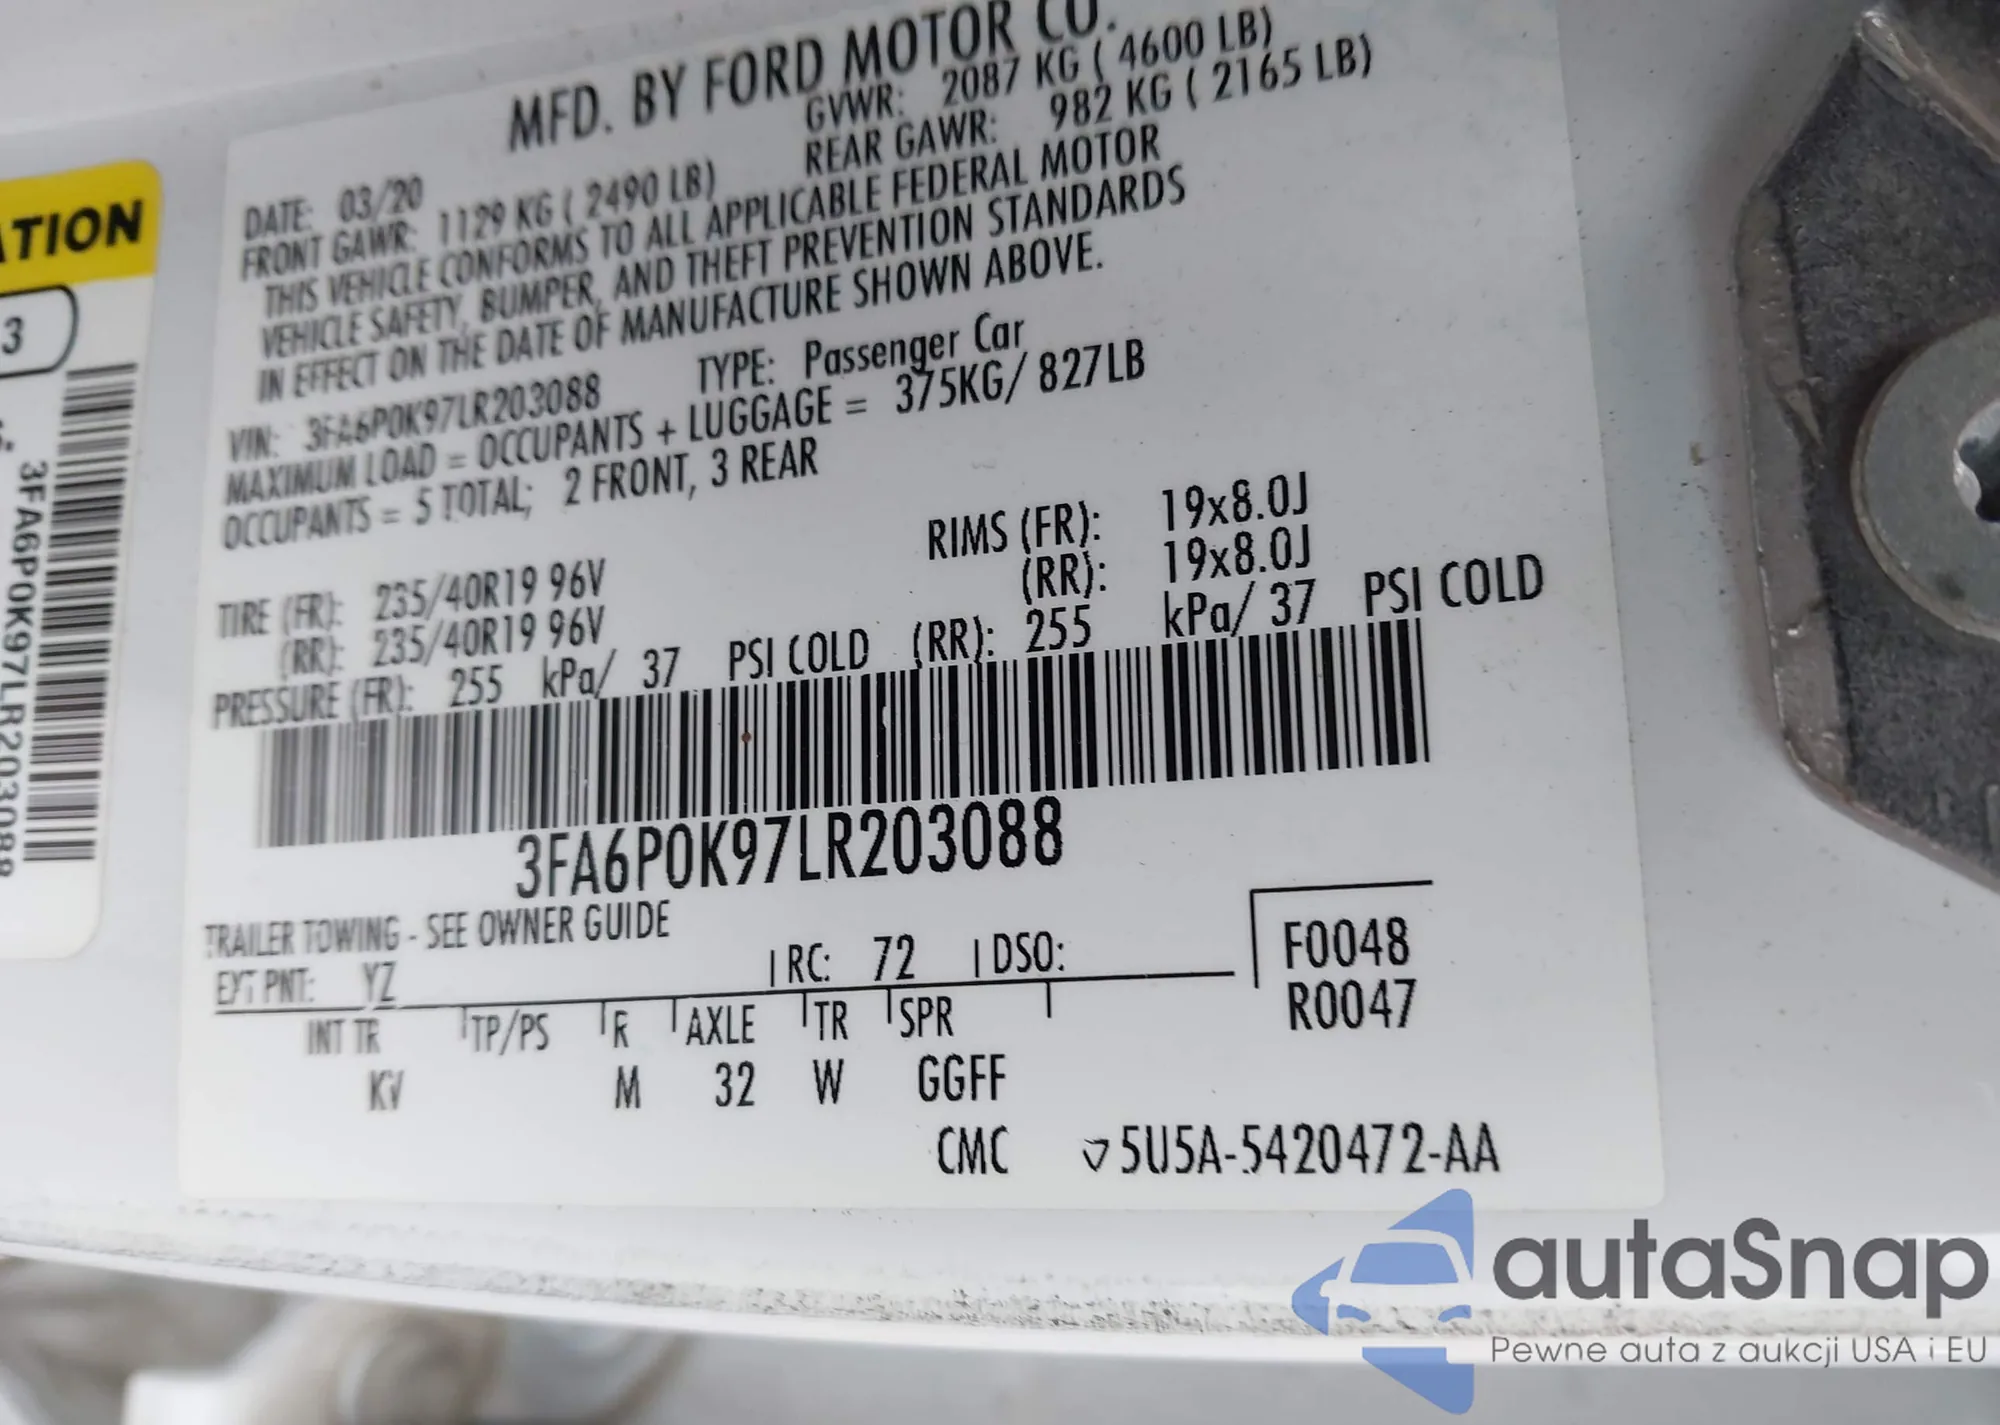 MFD. BY FORD MOTOR CO.
DATE: 03/20 GVWR: 2087 KG ( 4600 LB)
FRONT GAWR: 1129 KG ( 2490 LB) REAR GAWR: 982 KG ( 2165 LB)
THIS VEHICLE CONFORMS TO ALL APPLICABLE FEDERAL MOTOR
VEHICLE SAFETY, BUMPER, AND THEFT PREVENTION STANDARDS
IN EFFECT ON THE DATE OF MANUFACTURE SHOWN ABOVE.
VIN: 3FA6P0K97LR203088 TYPE: Passenger Car
MAXIMUM LOAD = OCCUPANTS + LUGGAGE = 375KG/ 827LB
OCCUPANTS = 5 TOTAL; 2 FRONT, 3 REAR
TIRE (FR): 235/40R19 96V RIMS (FR): 19x8.0J
(RR): 235/40R19 96V (RR): 19x8.0J
PRESSURE (FR): 255 kPa/ 37 PSI COLD (RR): 255 kPa/ 37 PSI COLD
3FA6P0K97LR203088
TRAILER TOWING - SEE OWNER GUIDE
EXT PNT: YZ RC: 72 DSO:
F0048
R0047
INT TR TP/PS R AXLE TR SPR
KV M 32 W GGFF
CMC 5U5A-5420472-AA
ATION
3
3FA6P0K97LR203088
autaSnap
Pewne auta z aukcji USA i EU